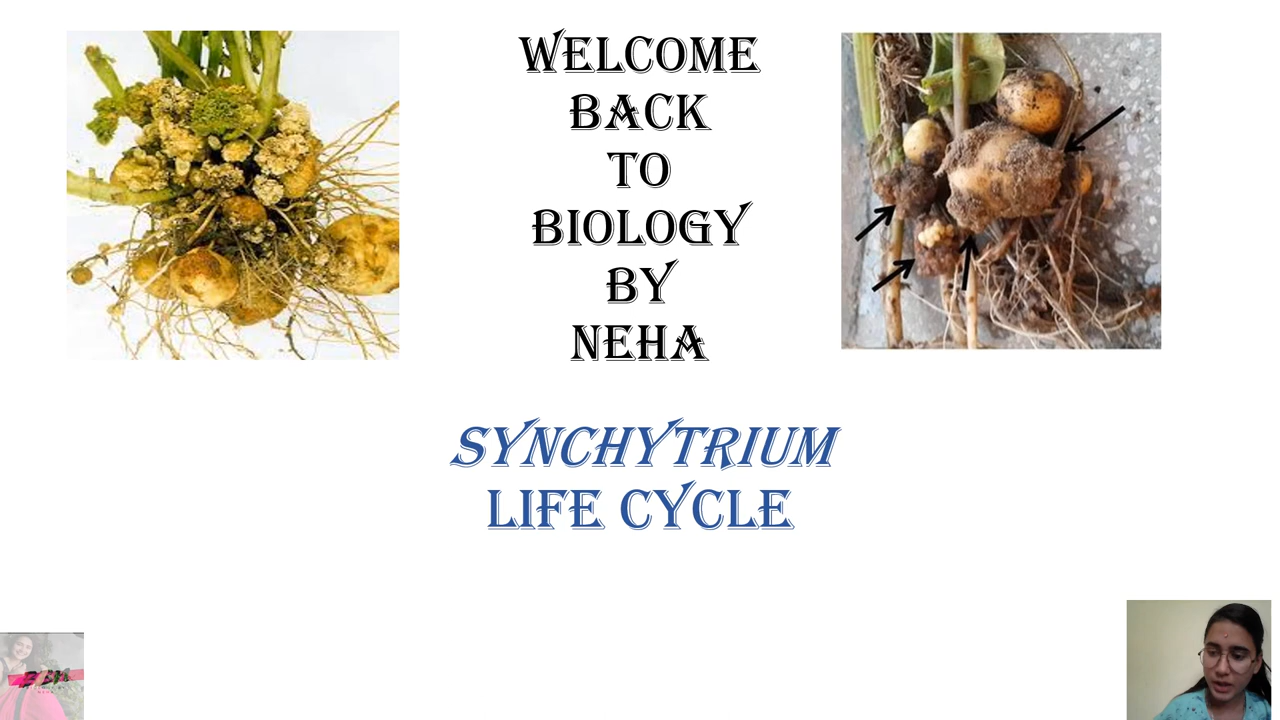 WELCOME
BACK
TO
BIOLOGY
BY
NEHA
SYNCHYTRIUM
LIFE CYCLE